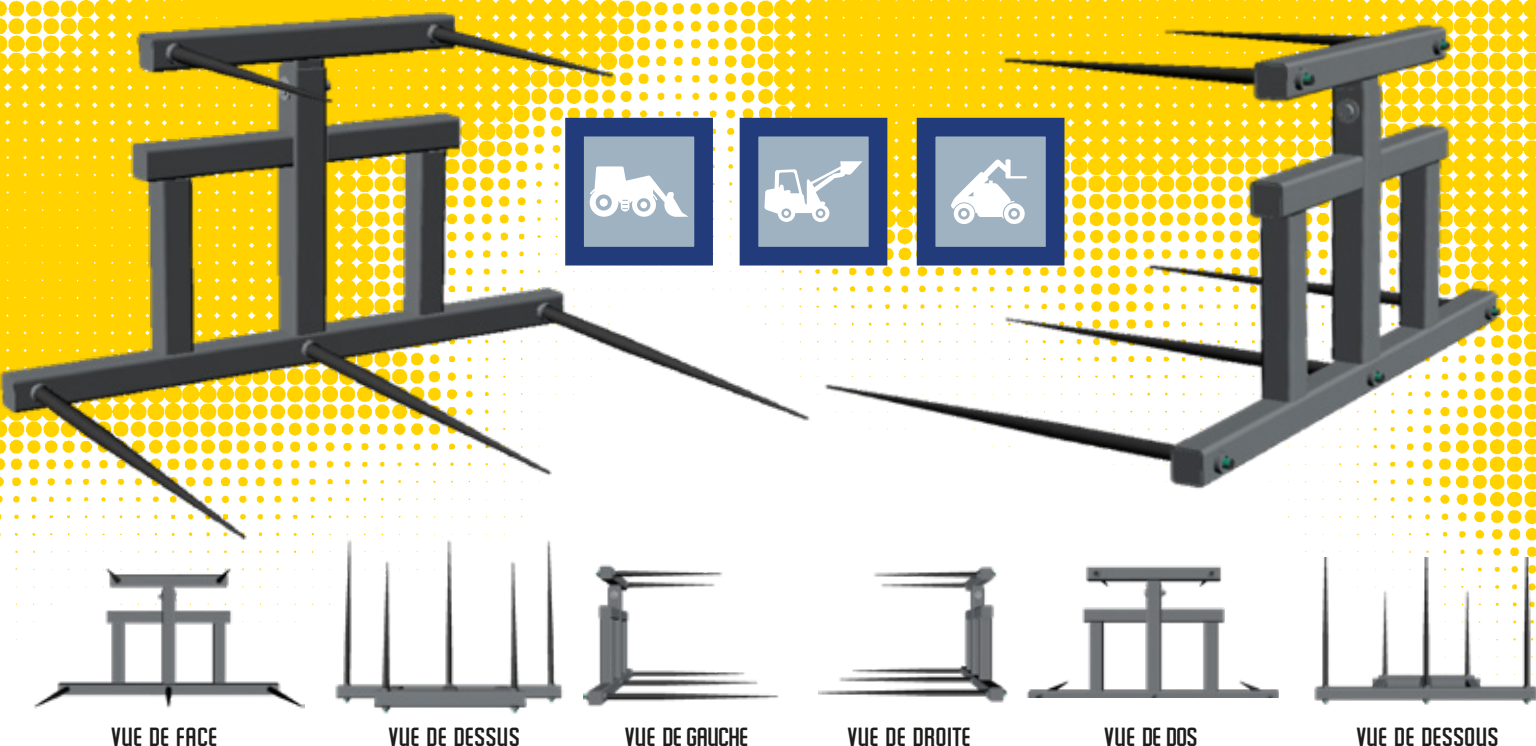 VUE DE FACE
VUE DE DESSUS
VUE DE GAUCHE
VUE DE DROITE
VUE DE DOS
VUE DE DESSOUS